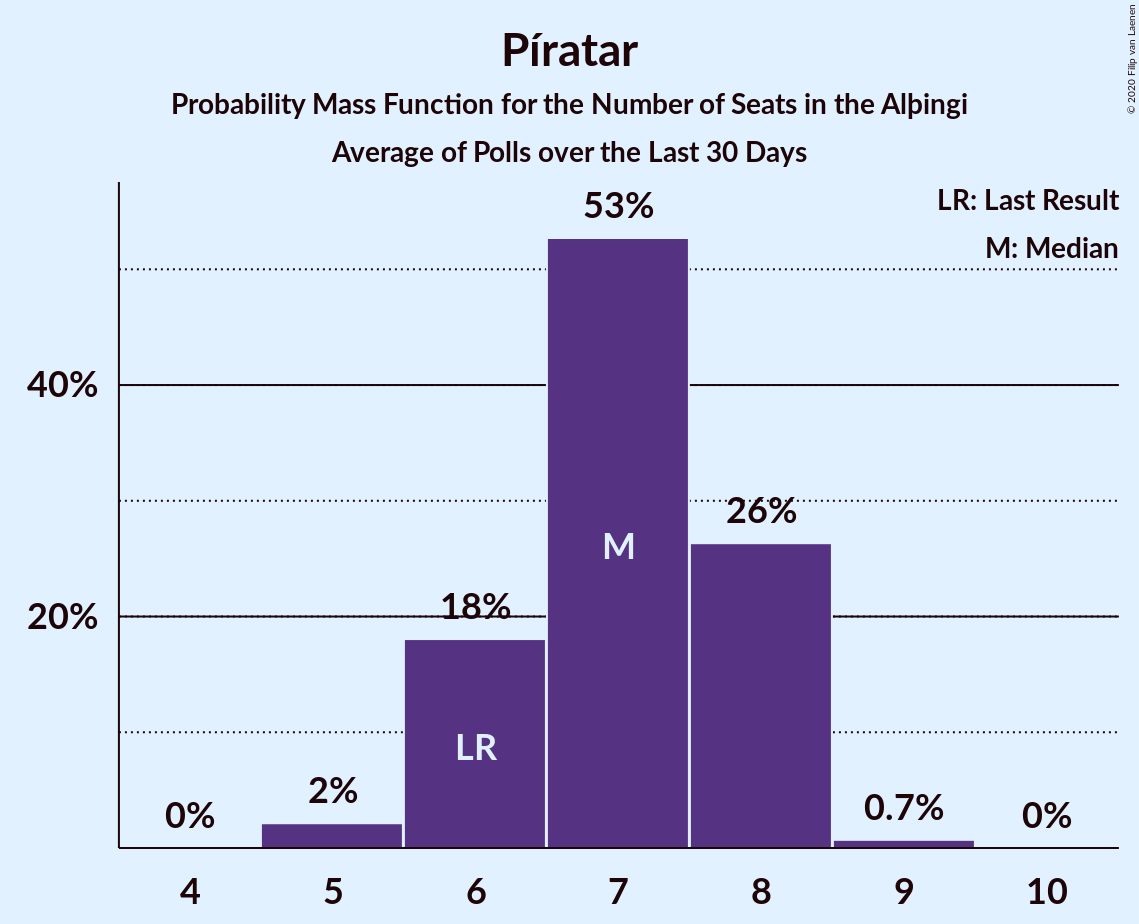 Píratar
Probability Mass Function for the Number of Seats in the Alþingi
Average of Polls over the Last 30 Days
© 2020 Filip van Laenen
LR: Last Result
M: Median
53%
40%
26%
M
20%
18%
LR
2%
0%
0.7%
0%
4 5 6 7 8 9 10